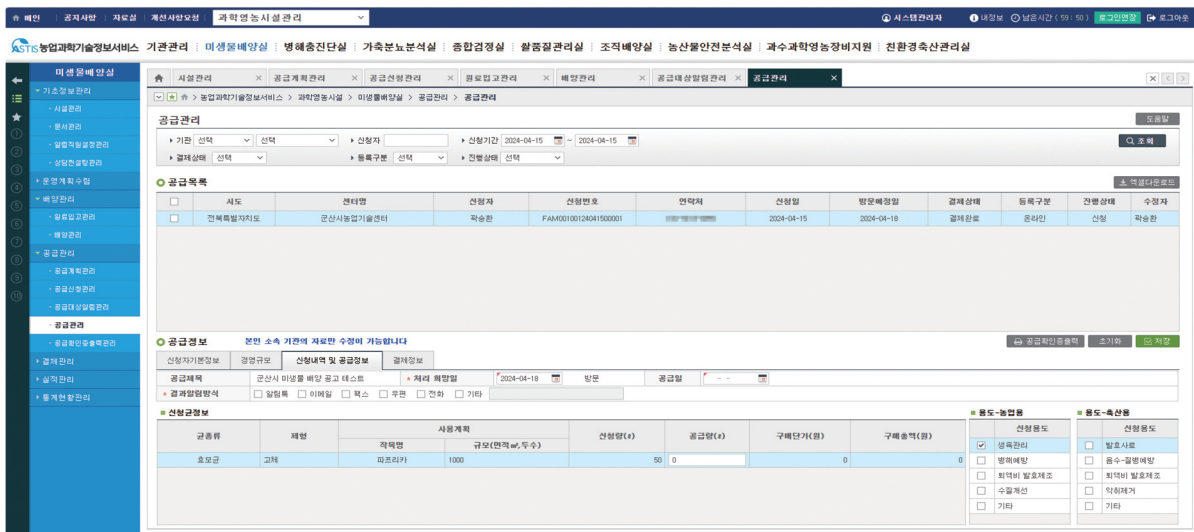 메인 공지사항 자료실 개선사항요청 과학영농시설관리 시스템관리자 내정보 남은시간 ( 59 : 50 ) 로그인연장 로그아웃
ASTIS 농업과학기술정보서비스 기관관리 미생물배양실 병해충진단실 가축분뇨분석실 종합검정실 쌀품질관리실 조직배양실 농산물안전분석실 과수과학영농장비지원 친환경축산관리실
미생물배양실
기초정보관리
· 시설관리
· 문서관리
· 알림직원설정관리
· 상담컨설팅관리
운영계획수립
배양관리
· 원료입고관리
· 배양관리
공급관리
· 공급계획관리
· 공급신청관리
· 공급대상알림관리
· 공급관리
· 공급확인증출력관리
결제관리
실적관리
통계현황관리
1
2
3
4
5
6
7
8
9
10
시설관리 × 공급계획관리 × 공급신청관리 × 원료입고관리 × 배양관리 × 공급대상알림관리 × 공급관리 × × < >
> 농업과학기술정보서비스 > 과학영농시설 > 미생물배양실 > 공급관리 > 공급관리
공급관리 도움말
기관 선택 선택 신청자 신청기간 2024-04-15 ~ 2024-04-15 조회
결제상태 선택 등록구분 선택 진행상태 선택
공급목록 엑셀다운로드
시도 센터명 신청자 신청번호 연락처 신청일 방문예정일 결제상태 등록구분 진행상태 수정자
전북특별자치도 군산시농업기술센터 곽승환 FAM00100124041500001 2024-04-15 2024-04-18 결제완료 온라인 신청 곽승환
공급정보 본인 소속 기관의 자료만 수정이 가능합니다 공급확인증출력 초기화 저장
신청자기본정보 경영규모 신청내역 및 공급정보 결제정보
공급제목 군산시 미생물 배양 공고 테스트 * 처리 희망일 2024-04-18 방문 공급일 - -
* 결과알림방식 알림톡 이메일 팩스 우편 전화 기타
신청균정보 용도-농업용 용도-축산용
균종류 제형 사용계획 신청량(ℓ) 공급량(ℓ) 구매단가(원) 구매총액(원) 신청용도 신청용도
작목명 규모(면적㎡,두수)
효모균 고체 파프리카 1000 50 0 0 0 생육관리 발효사료
병해예방 음수-질병예방
퇴액비 발효제조 퇴액비 발효제조
수질개선 악취제거
기타 기타